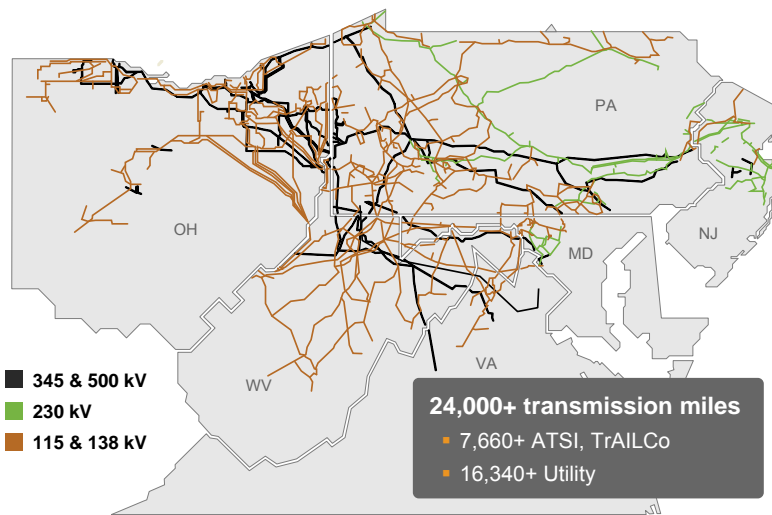 PA
OH
NJ
MD
WV
VA
345 & 500 kV
230 kV
115 & 138 kV
24,000+ transmission miles
7,660+ ATSI, TrAILCo
16,340+ Utility